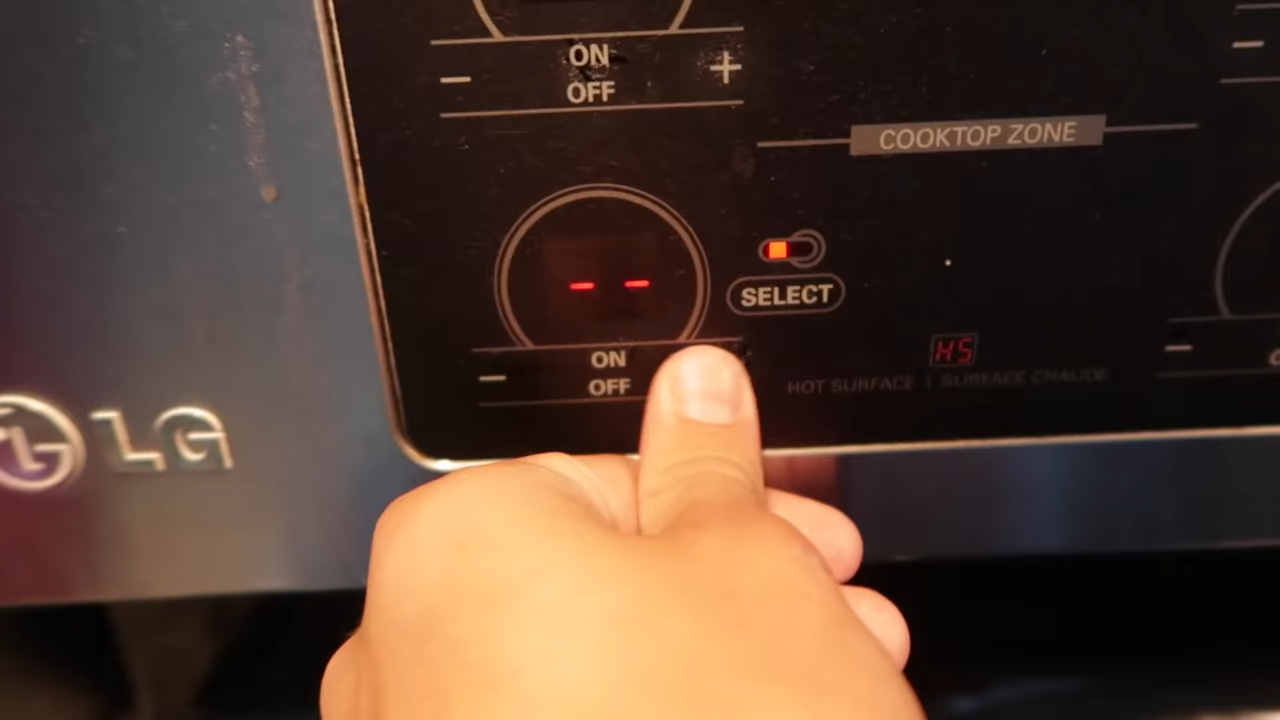 ON
- +
OFF
COOKTOP ZONE
- -
SELECT
ON
-
OFF
HS
HOT SURFACE | SURFACE CHAUDE
LG